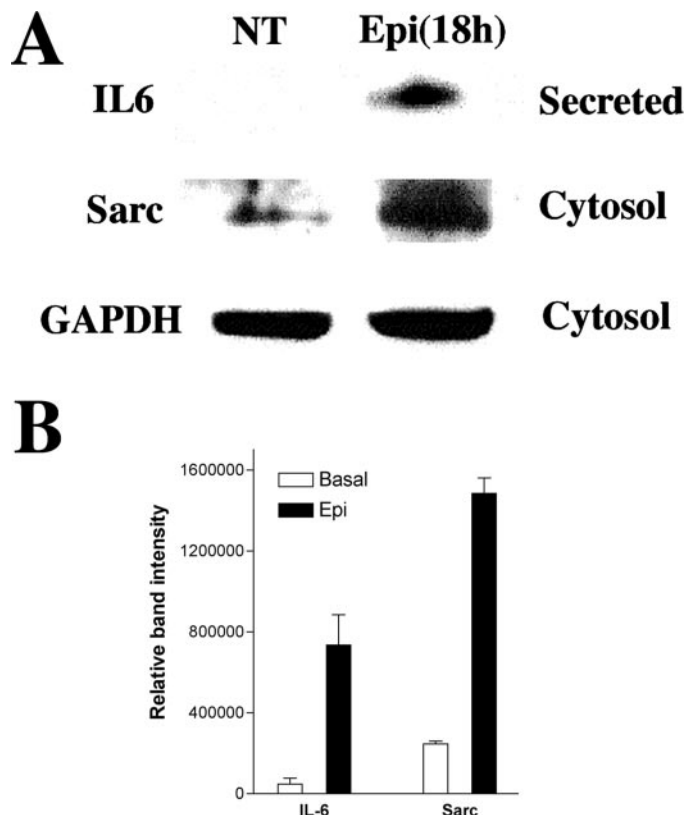 A
NT Epi(18h)
IL6 Secreted
Sarc Cytosol
GAPDH Cytosol
B
Relative band intensity
1600000
1200000
800000
400000
0
Basal
Epi
IL-6 Sarc